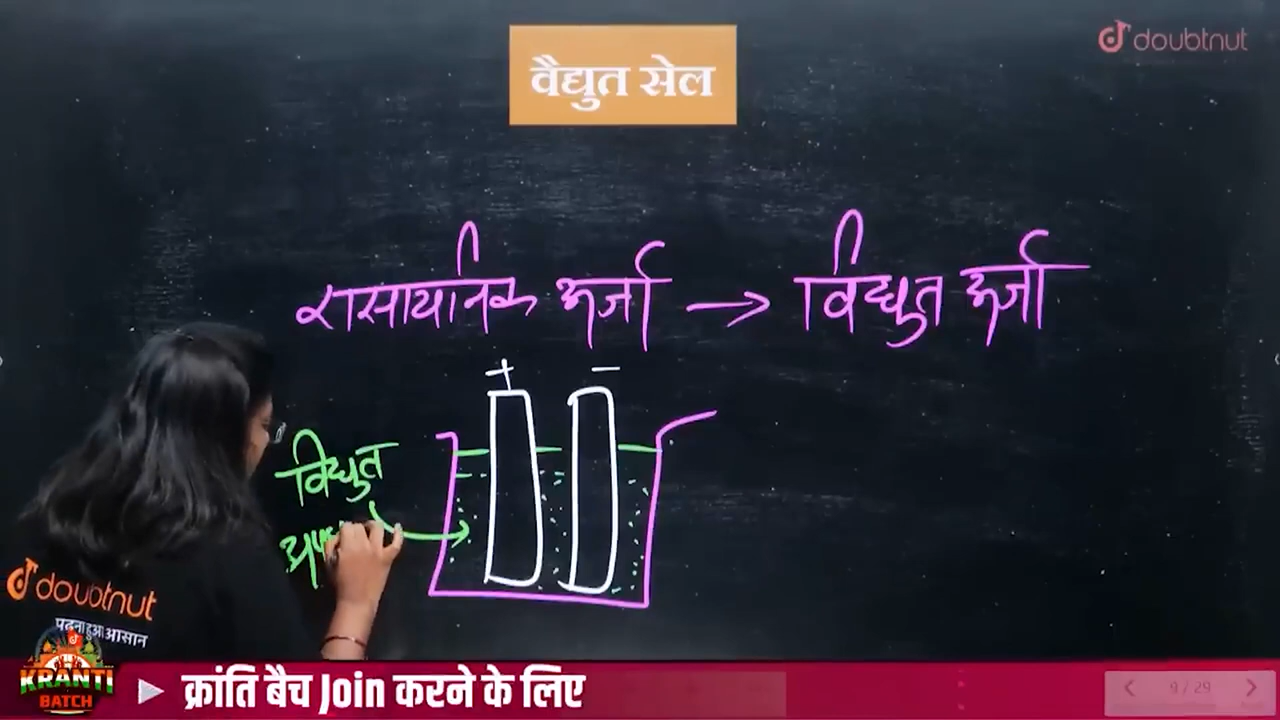 वैद्युत सेल
doubtnut
रासायनिक ऊर्जा → विद्युत ऊर्जा
+ −
विद्युत
doubtnut
पढ़ना हुआ आसान
KRANTI
BATCH
क्रांति बैच Join करने के लिए
9 / 29